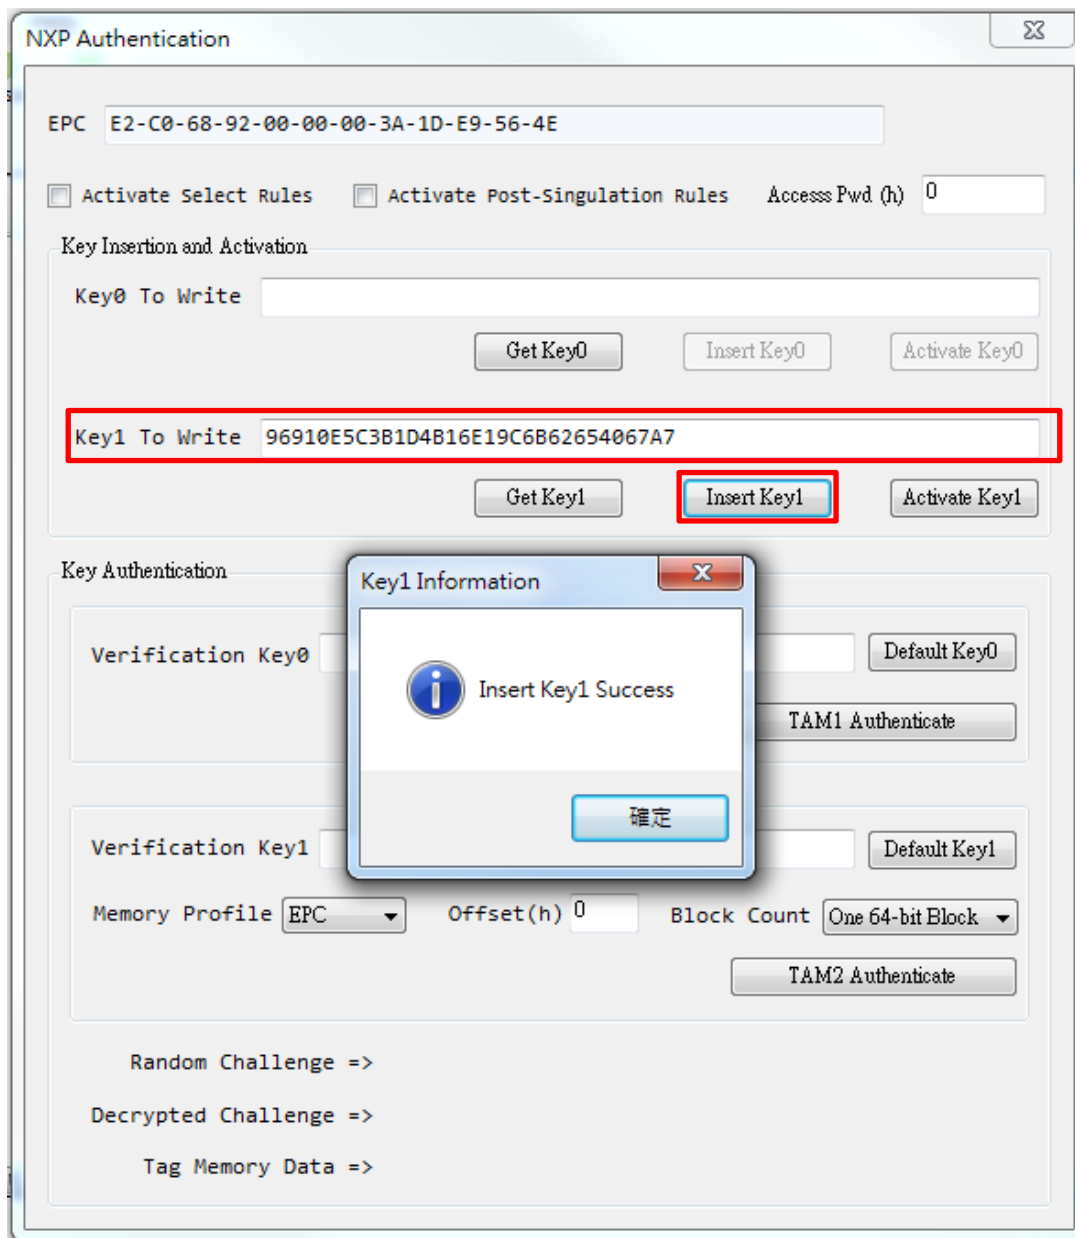 NXP Authentication
EPC E2-C0-68-92-00-00-00-3A-1D-E9-56-4E
Activate Select Rules Activate Post-Singulation Rules Accesss Pwd (h) 0
Key Insertion and Activation
Key0 To Write
Get Key0 Insert Key0 Activate Key0
Key1 To Write 96910E5C3B1D4B16E19C6B62654067A7
Get Key1 Insert Key1 Activate Key1
Key Authentication
Key1 Information
Verification Key0 Default Key0
Insert Key1 Success
TAM1 Authenticate
確定
Verification Key1 Default Key1
Memory Profile EPC Offset(h) 0 Block Count One 64-bit Block
TAM2 Authenticate
Random Challenge =>
Decrypted Challenge =>
Tag Memory Data =>